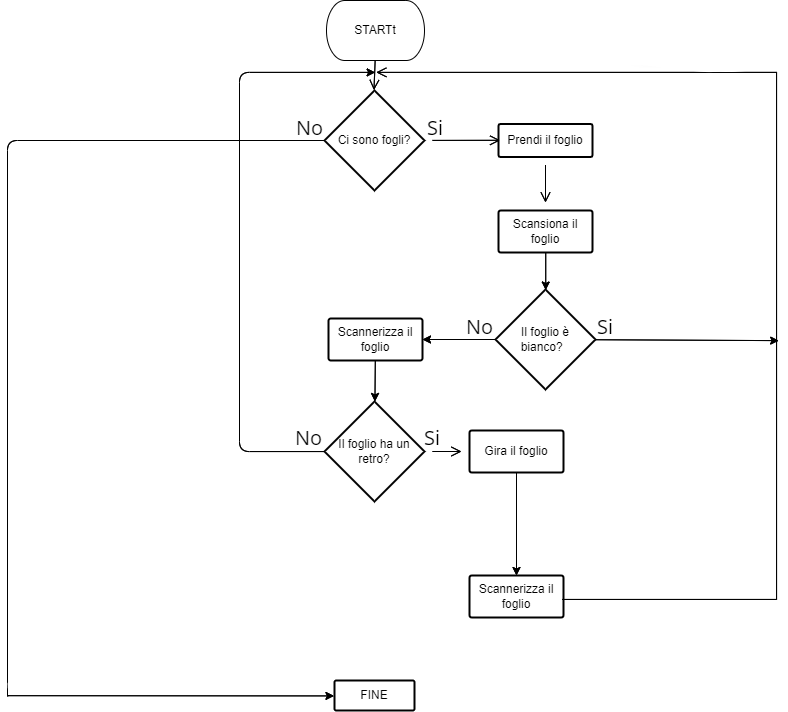 STARTt
No
Ci sono fogli?
Si
Prendi il foglio
Scansiona il
foglio
Scannerizza il
foglio
No
Il foglio è
bianco?
Si
No
Il foglio ha un
retro?
Si
Gira il foglio
Scannerizza il
foglio
FINE